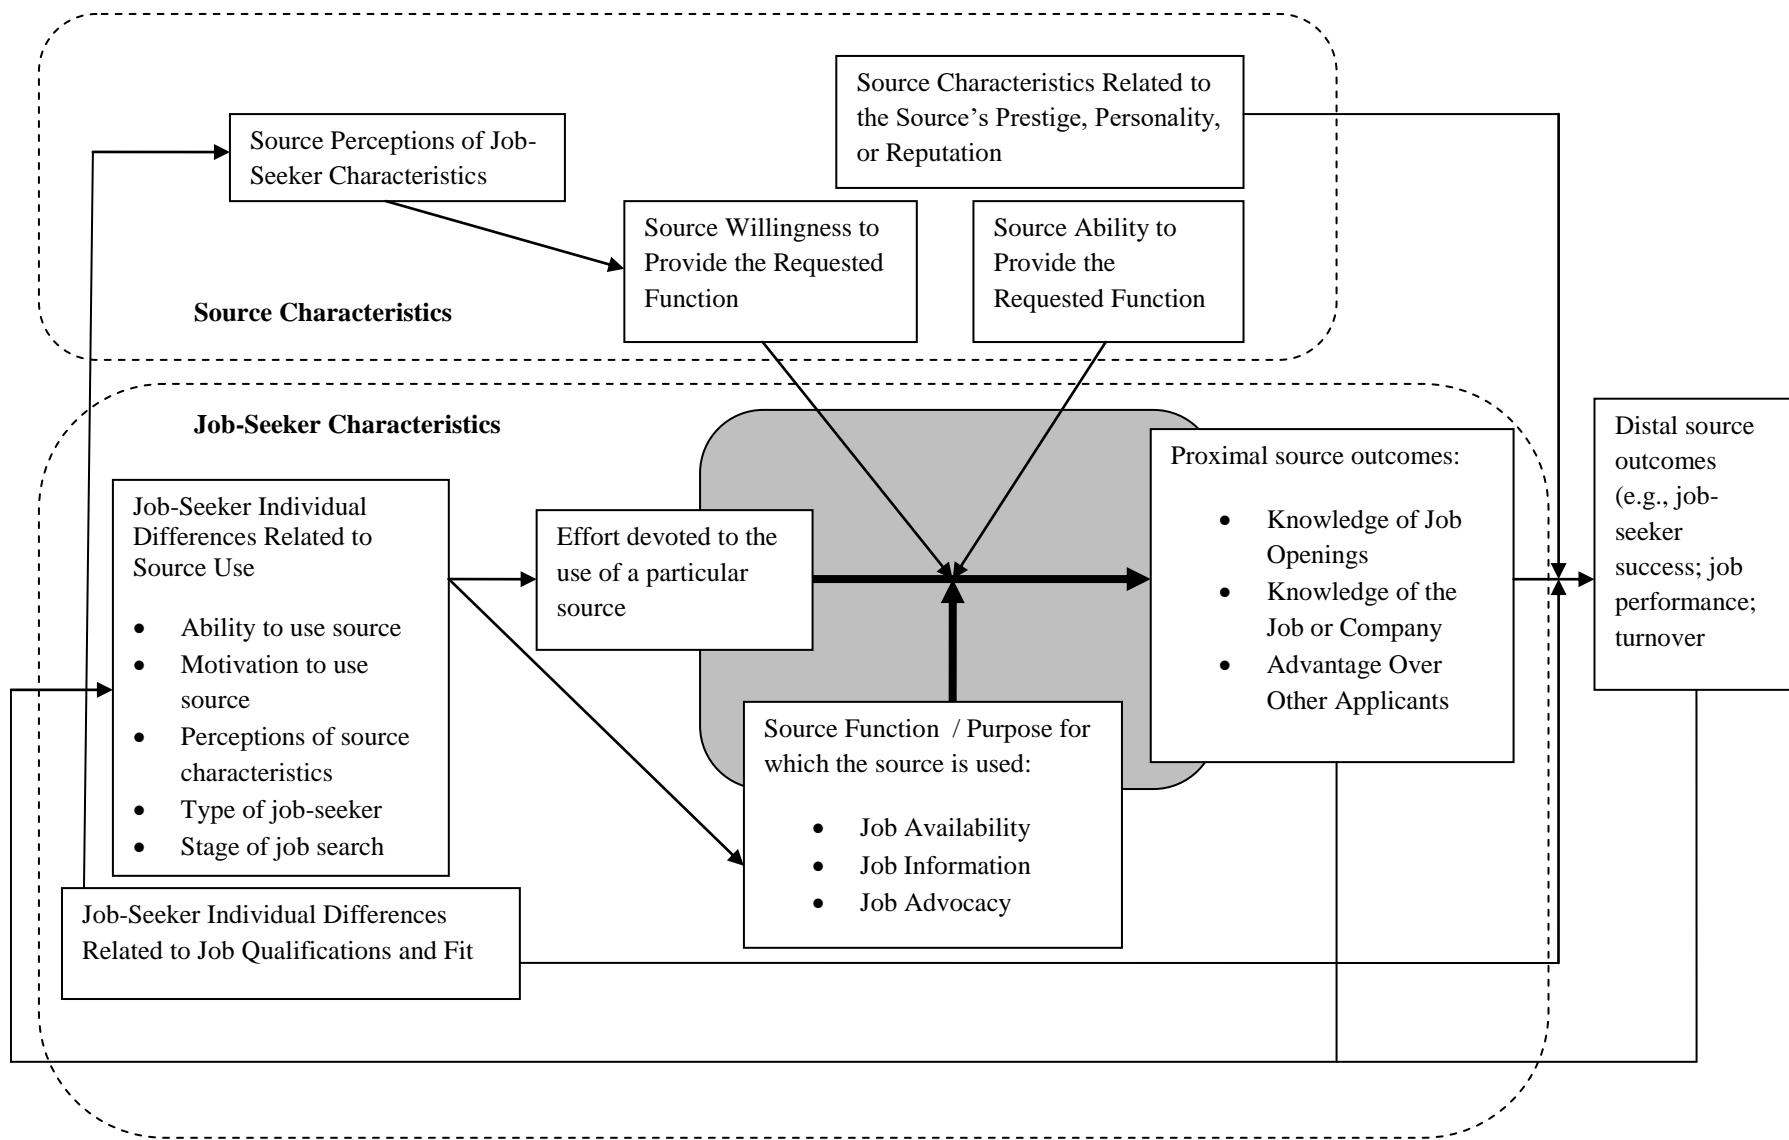 Source Characteristics Related to
the Source’s Prestige, Personality,
or Reputation
Source Perceptions of Job-
Seeker Characteristics
Source Willingness to
Provide the Requested
Function
Source Ability to
Provide the
Requested Function
Source Characteristics
Job-Seeker Characteristics
Job-Seeker Individual
Differences Related to
Source Use
• Ability to use source
• Motivation to use
source
• Perceptions of source
characteristics
• Type of job-seeker
• Stage of job search
Effort devoted to the
use of a particular
source
Proximal source outcomes:
• Knowledge of Job
Openings
• Knowledge of the
Job or Company
• Advantage Over
Other Applicants
Distal source
outcomes
(e.g., job-
seeker
success; job
performance;
turnover
Source Function / Purpose for
which the source is used:
• Job Availability
• Job Information
• Job Advocacy
Job-Seeker Individual Differences
Related to Job Qualifications and Fit